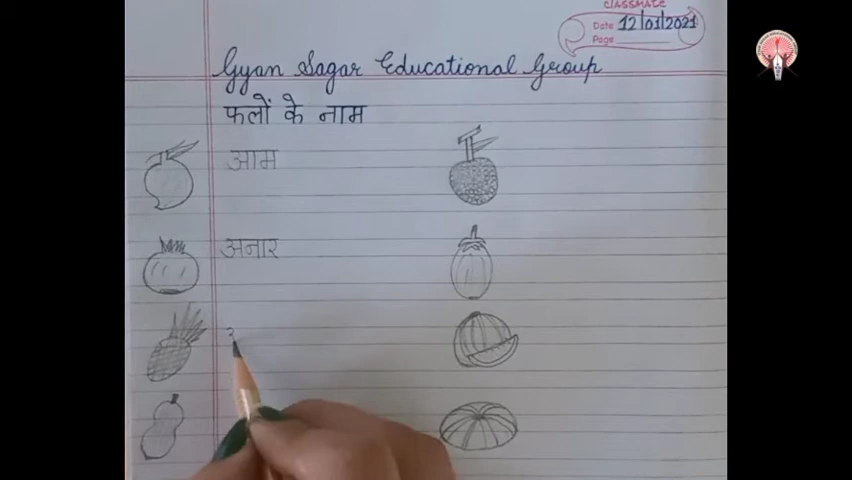 CLASSMATE
Date 12/01/2021
Page
Gyan Sagar Educational Group
फलों के नाम
आम
अनार